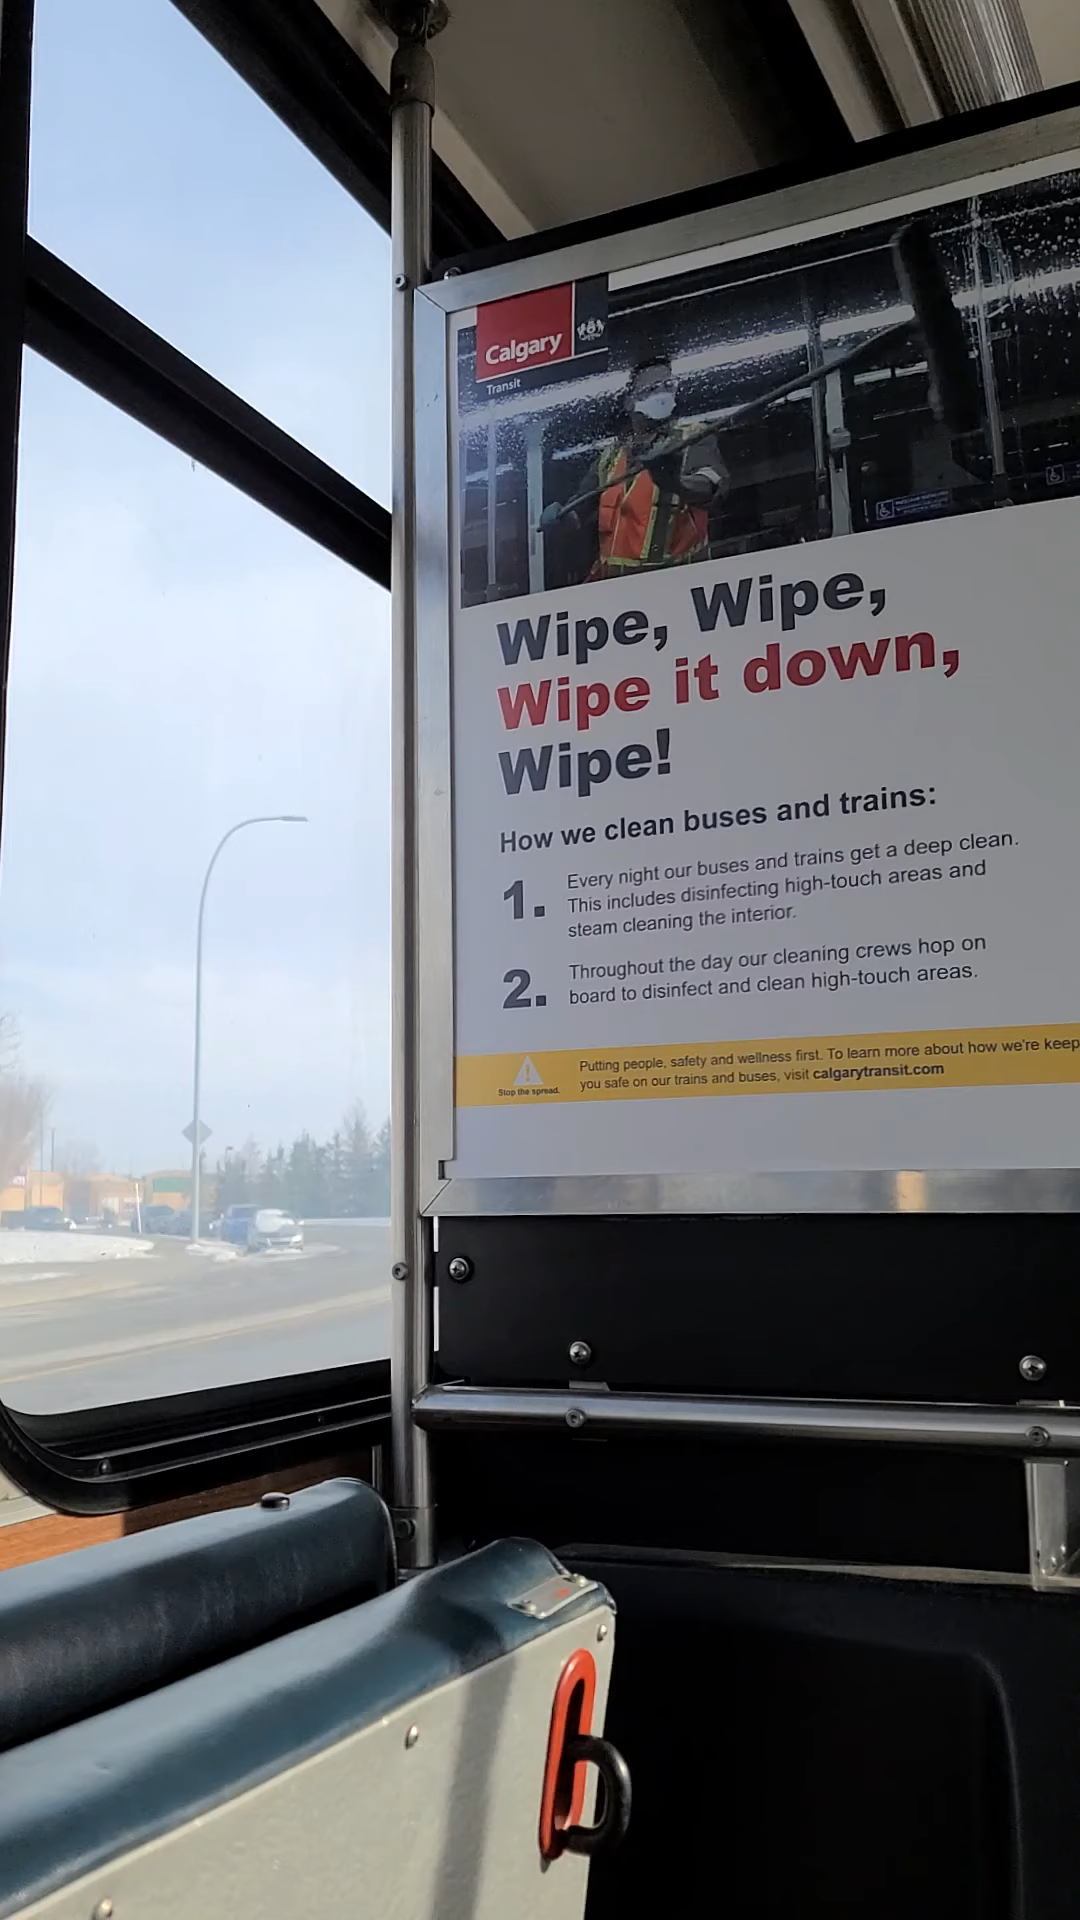 Calgary
Transit
Wipe, Wipe,
Wipe it down,
Wipe!
How we clean buses and trains:
1. Every night our buses and trains get a deep clean.
This includes disinfecting high-touch areas and
steam cleaning the interior.
2. Throughout the day our cleaning crews hop on
board to disinfect and clean high-touch areas.
Putting people, safety and wellness first. To learn more about how we're keep
you safe on our trains and buses, visit calgarytransit.com
Stop the spread.